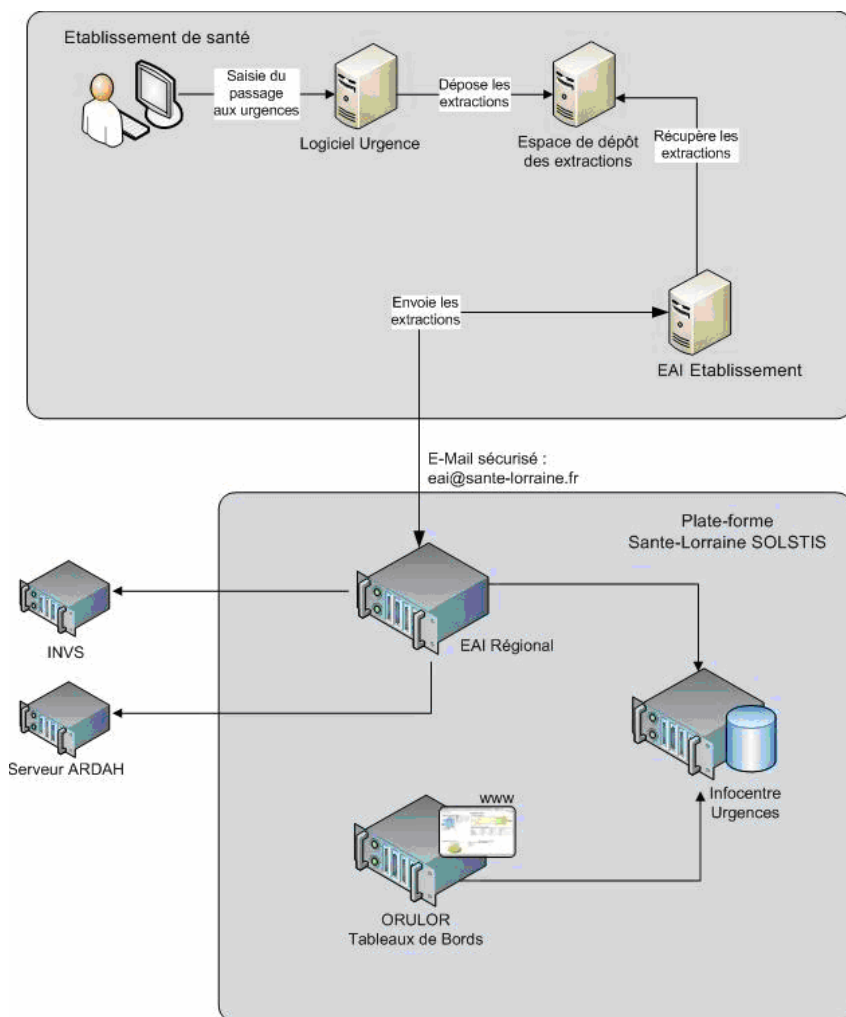 Etablissement de santé
Saisie du
passage
aux urgences
Logiciel Urgence
Dépose les
extractions
Espace de dépôt
des extractions
Récupère les
extractions
Envoie les
extractions
EAI Etablissement
E-Mail sécurisé :
eai@sante-lorraine.fr
Plate-forme
Sante-Lorraine SOLSTIS
INVS
EAI Régional
Serveur ARDAH
Infocentre
Urgences
www
ORULOR
Tableaux de Bords